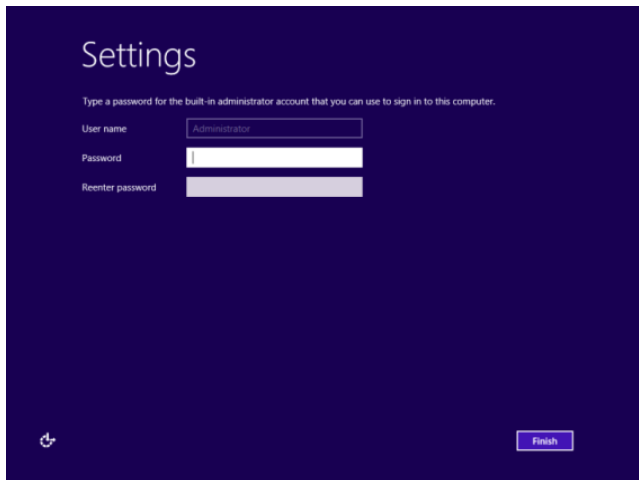 Settings
Type a password for the built-in administrator account that you can use to sign in to this computer.
User name
Administrator
Password
Reenter password
Finish